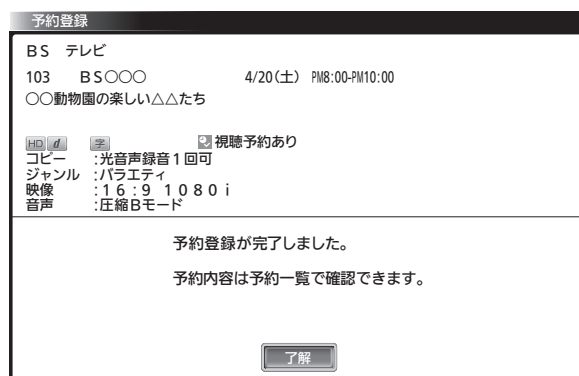 予約登録
BS テレビ
103 BS○○○ 4/20(土) PM8:00-PM10:00
○○動物園の楽しい△△たち
HD d 字 視聴予約あり
コピー :光音声録音1回可
ジャンル :バラエティ
映像 :16:9 1080i
音声 :圧縮Bモード
予約登録が完了しました。
予約内容は予約一覧で確認できます。
了解